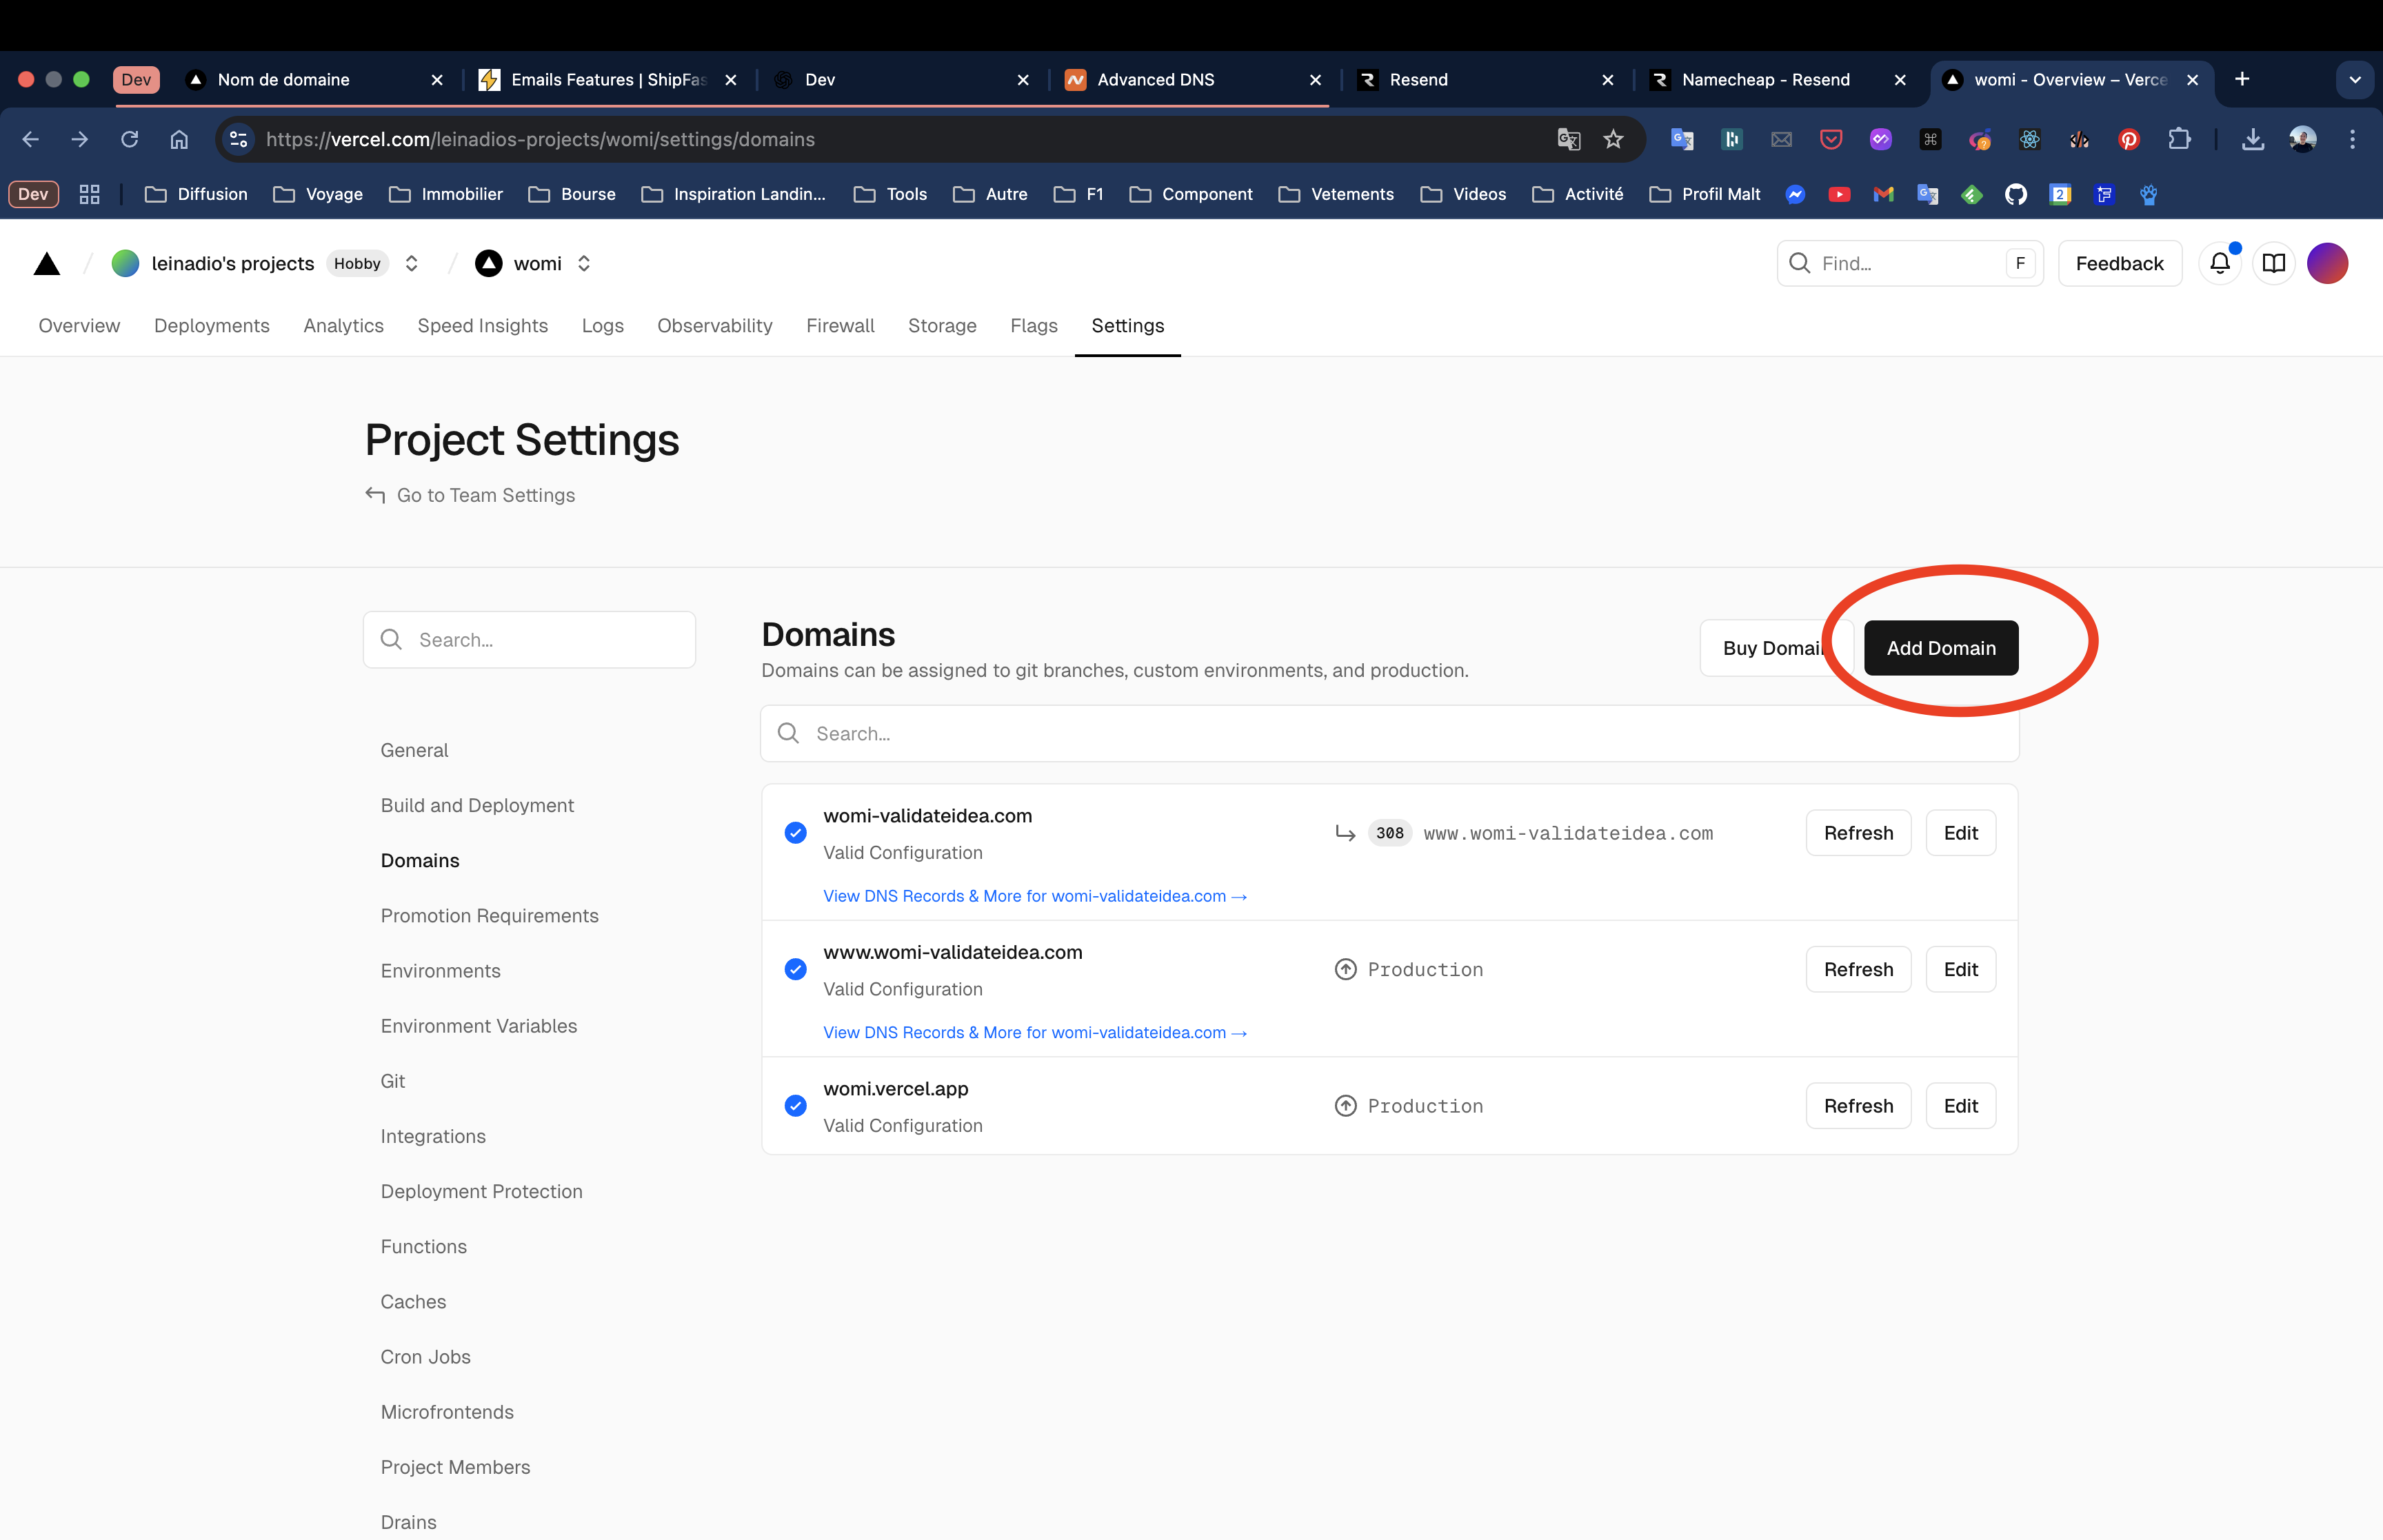 Dev
Nom de domaine
Emails Features | ShipFas
Dev
Advanced DNS
Resend
Namecheap - Resend
womi - Overview – Verce
https://vercel.com/leinadios-projects/womi/settings/domains
Dev
Diffusion
Voyage
Immobilier
Bourse
Inspiration Landin...
Tools
Autre
F1
Component
Vetements
Videos
Activité
Profil Malt
leinadio's projects
Hobby
womi
Find...
F
Feedback
Overview
Deployments
Analytics
Speed Insights
Logs
Observability
Firewall
Storage
Flags
Settings
Project Settings
Go to Team Settings
Search...
General
Build and Deployment
Domains
Promotion Requirements
Environments
Environment Variables
Git
Integrations
Deployment Protection
Functions
Caches
Cron Jobs
Microfrontends
Project Members
Drains
Domains
Domains can be assigned to git branches, custom environments, and production.
Buy Domai
Add Domain
Search...
womi-validateidea.com
Valid Configuration
308
www.womi-validateidea.com
Refresh
Edit
View DNS Records & More for womi-validateidea.com →
www.womi-validateidea.com
Valid Configuration
Production
Refresh
Edit
View DNS Records & More for womi-validateidea.com →
womi.vercel.app
Valid Configuration
Production
Refresh
Edit